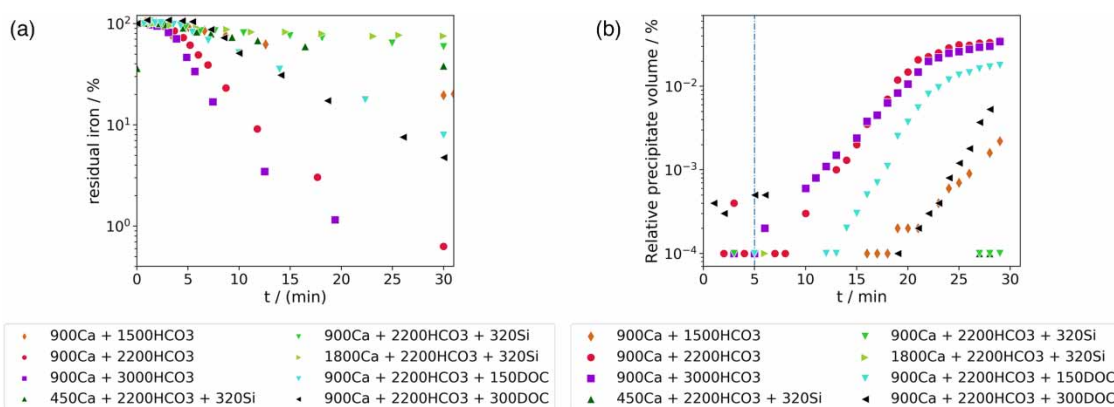 (a)
residual iron / %
10²
10¹
10⁰
0 5 10 15 20 25 30
t / (min)
900Ca + 1500HCO3
900Ca + 2200HCO3
900Ca + 3000HCO3
450Ca + 2200HCO3 + 320Si
900Ca + 2200HCO3 + 320Si
1800Ca + 2200HCO3 + 320Si
900Ca + 2200HCO3 + 150DOC
900Ca + 2200HCO3 + 300DOC
(b)
Relative precipitate volume / %
10⁻²
10⁻³
10⁻⁴
0 5 10 15 20 25 30
t / min
900Ca + 1500HCO3
900Ca + 2200HCO3
900Ca + 3000HCO3
450Ca + 2200HCO3 + 320Si
900Ca + 2200HCO3 + 320Si
1800Ca + 2200HCO3 + 320Si
900Ca + 2200HCO3 + 150DOC
900Ca + 2200HCO3 + 300DOC